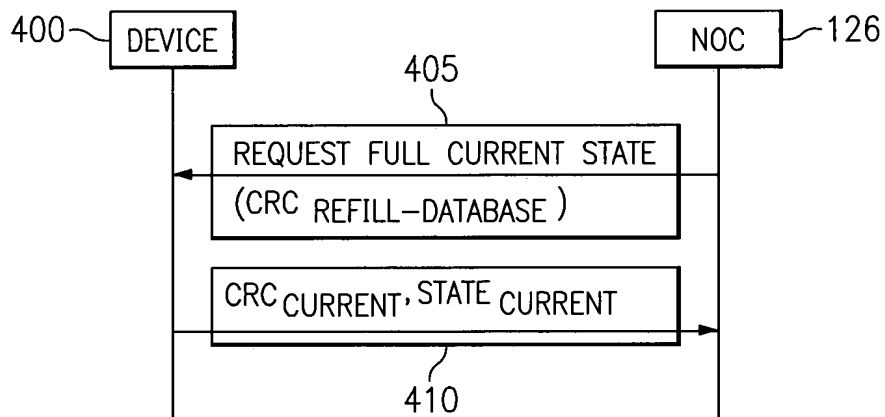 400 DEVICE NOC 126
405
REQUEST FULL CURRENT STATE
(CRC REFILL-DATABASE)
CRC CURRENT, STATE CURRENT
410